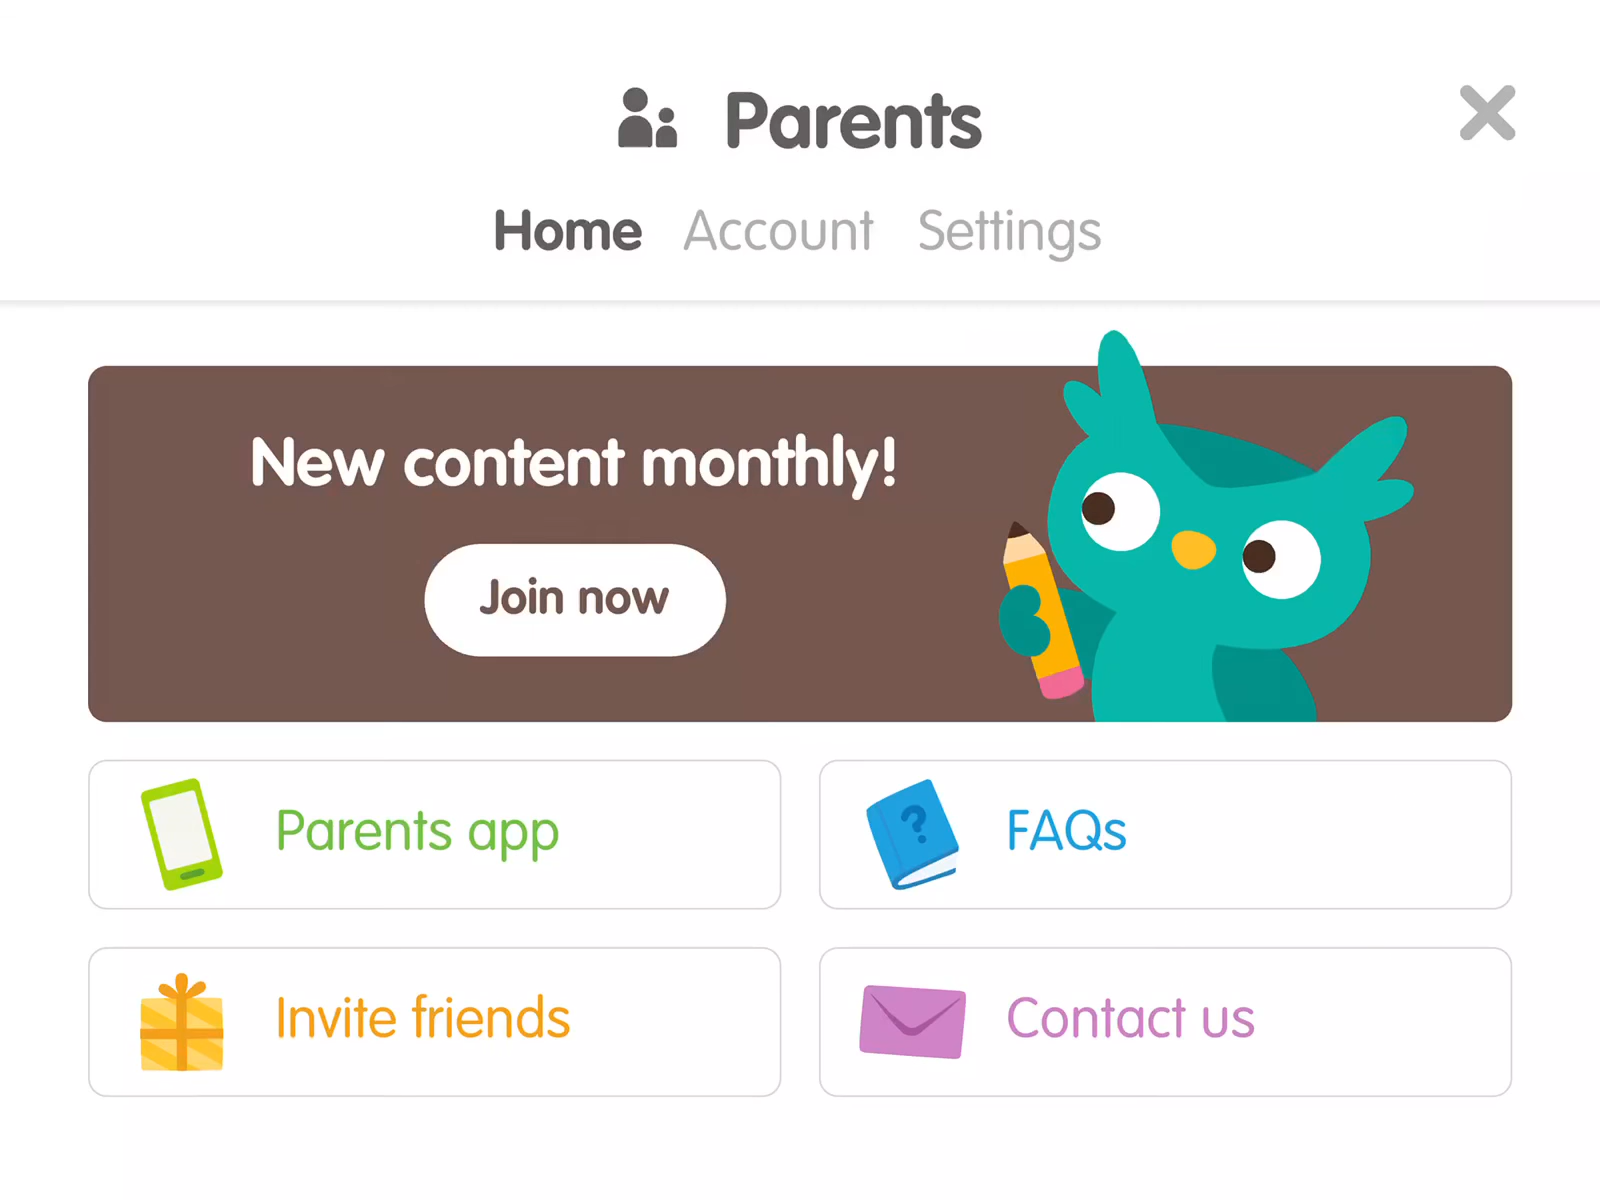 Parents
Home Account Settings
New content monthly!
Join now
Parents app
FAQs
?
Invite friends
Contact us